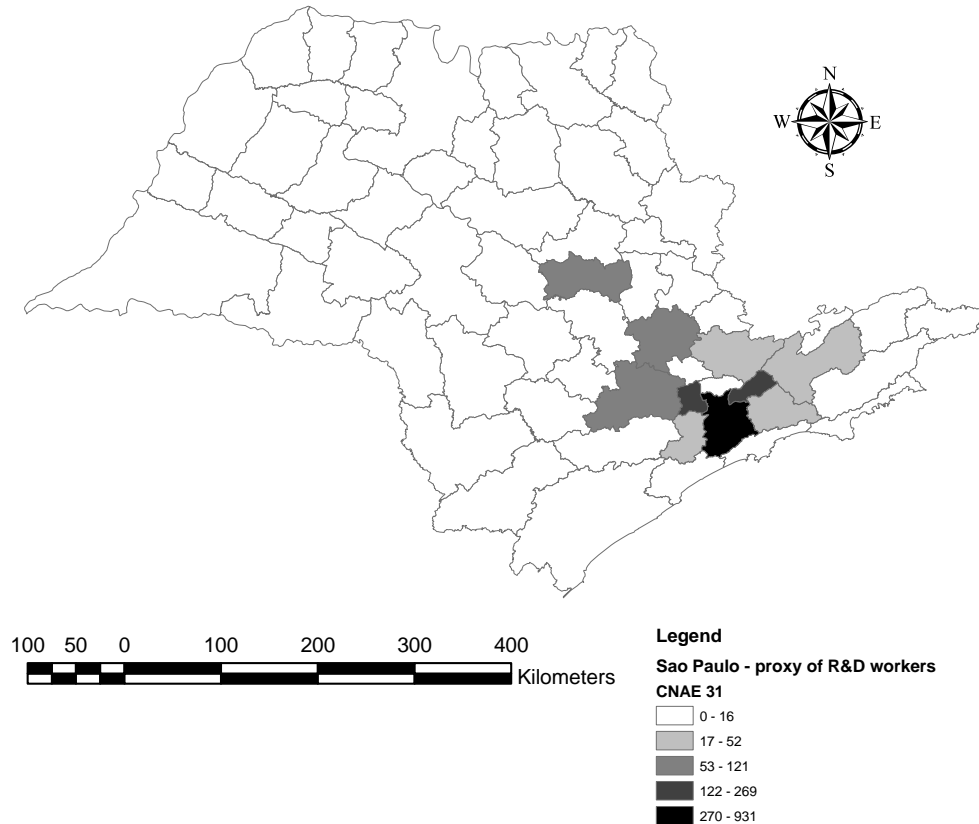 N
W E
S
100 50 0 100 200 300 400
Kilometers
Legend
Sao Paulo - proxy of R&D workers
CNAE 31
0 - 16
17 - 52
53 - 121
122 - 269
270 - 931